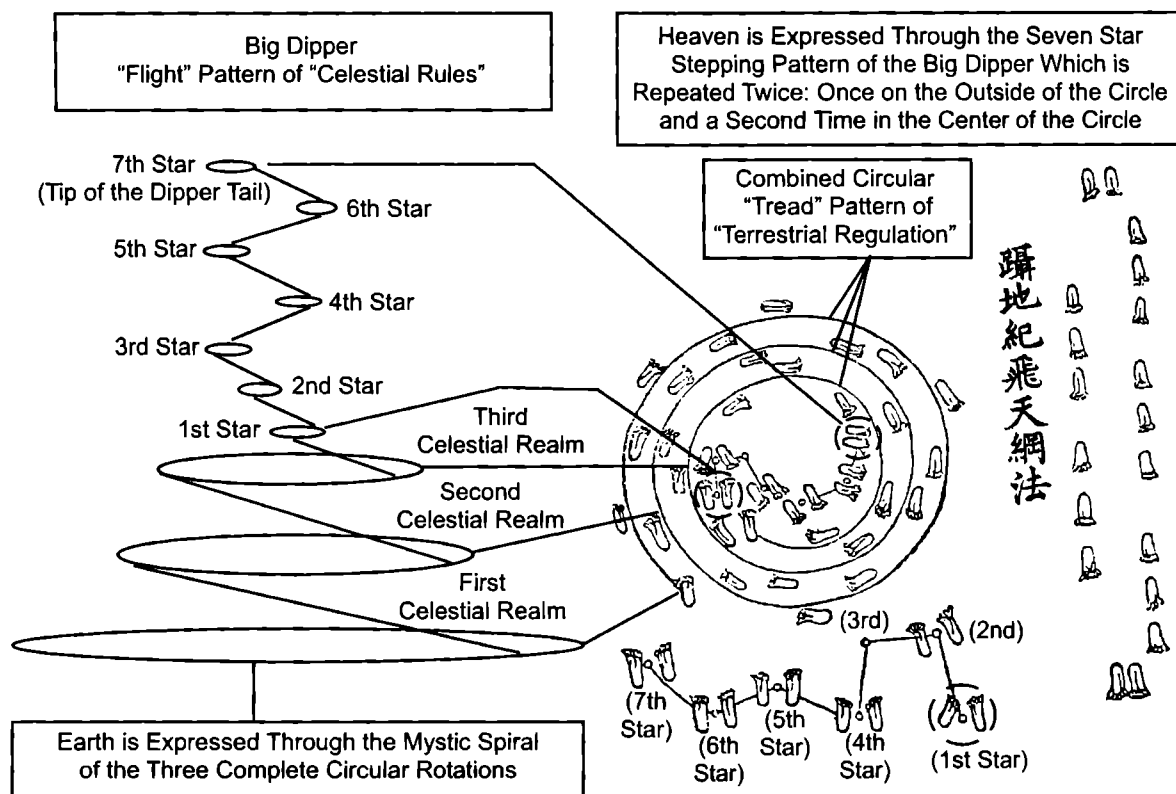 Big Dipper
“Flight” Pattern of “Celestial Rules”
Heaven is Expressed Through the Seven Star
Stepping Pattern of the Big Dipper Which is
Repeated Twice: Once on the Outside of the Circle
and a Second Time in the Center of the Circle
7th Star
(Tip of the Dipper Tail)
6th Star
5th Star
4th Star
3rd Star
2nd Star
1st Star
Third
Celestial Realm
Second
Celestial Realm
First
Celestial Realm
Earth is Expressed Through the Mystic Spiral
of the Three Complete Circular Rotations
Combined Circular
“Tread” Pattern of
“Terrestrial Regulation”
躡地紀飛天綱法
(3rd)
(2nd)
(7th
Star)
(6th
Star)
(5th
Star)
(4th
Star)
(1st Star)